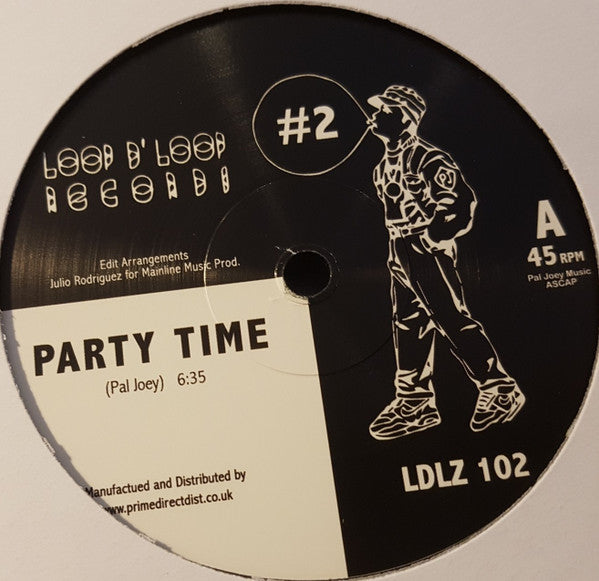 LOOP D' LOOP
RECORDS
#2
Edit Arrangements
Julio Rodriguez for Mainline Music Prod.
A
45 RPM
Pal Joey Music
ASCAP
PARTY TIME
(Pal Joey) 6:35
LDLZ 102
Manufactued and Distributed by
www.primedirectdist.co.uk